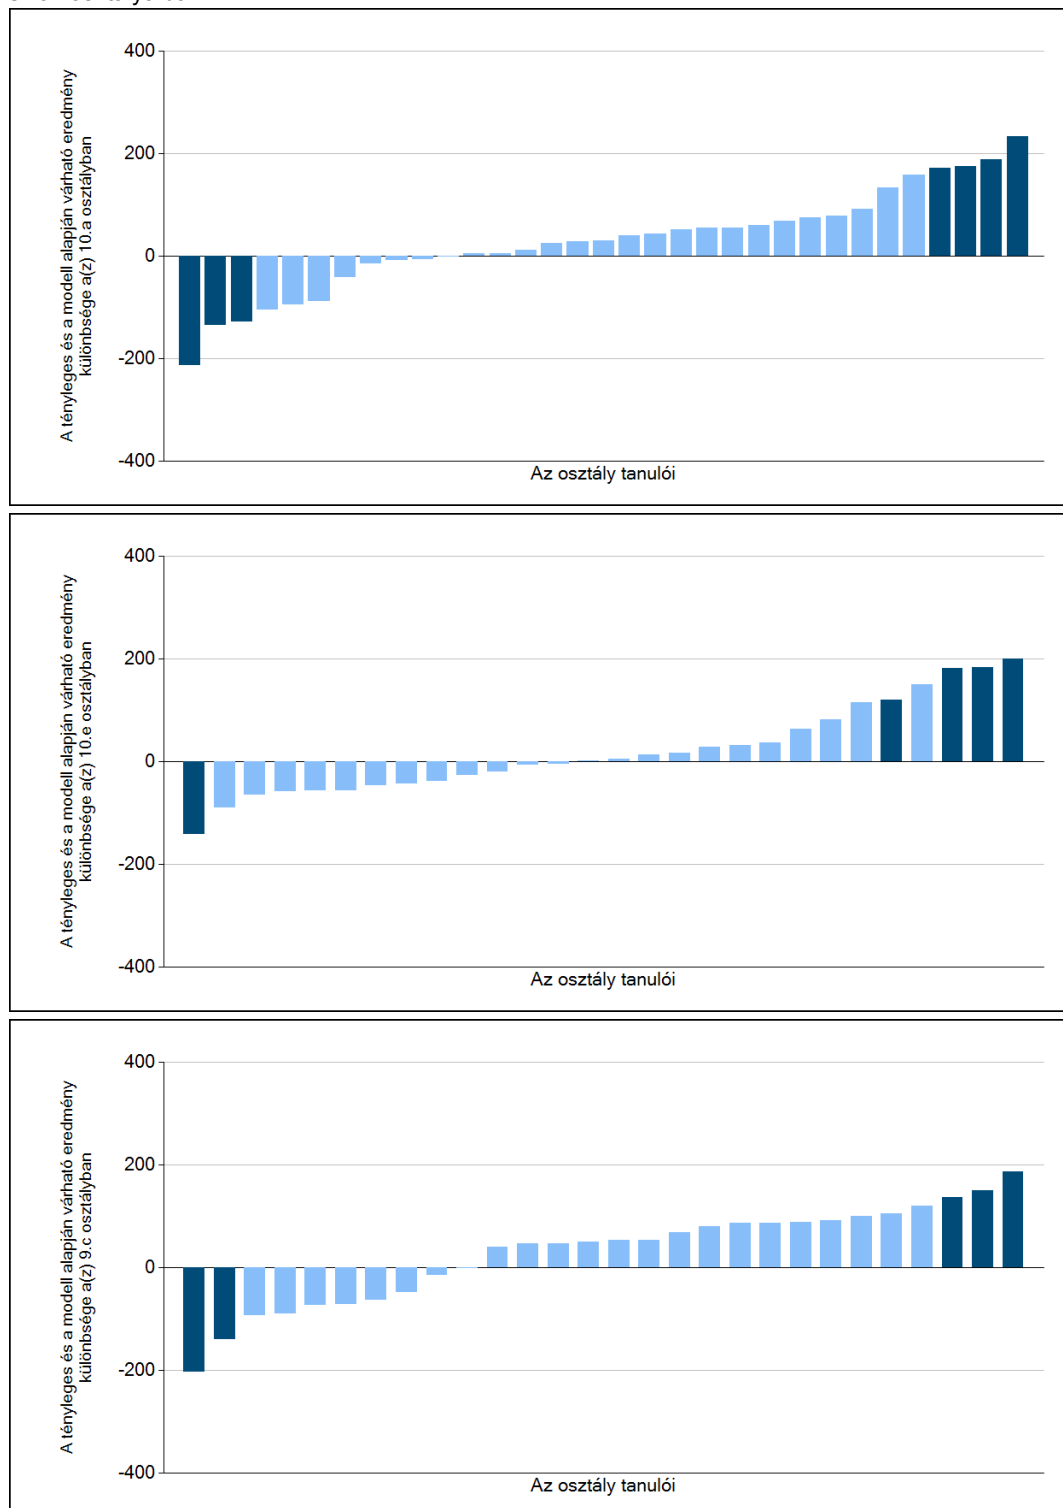 400
200
0
-200
-400
A tényleges és a modell alapján várható eredmény
különbsége a(z) 10.a osztályban
Az osztály tanulói
400
200
0
-200
-400
A tényleges és a modell alapján várható eredmény
különbsége a(z) 10.e osztályban
Az osztály tanulói
400
200
0
-200
-400
A tényleges és a modell alapján várható eredmény
különbsége a(z) 9.c osztályban
Az osztály tanulói